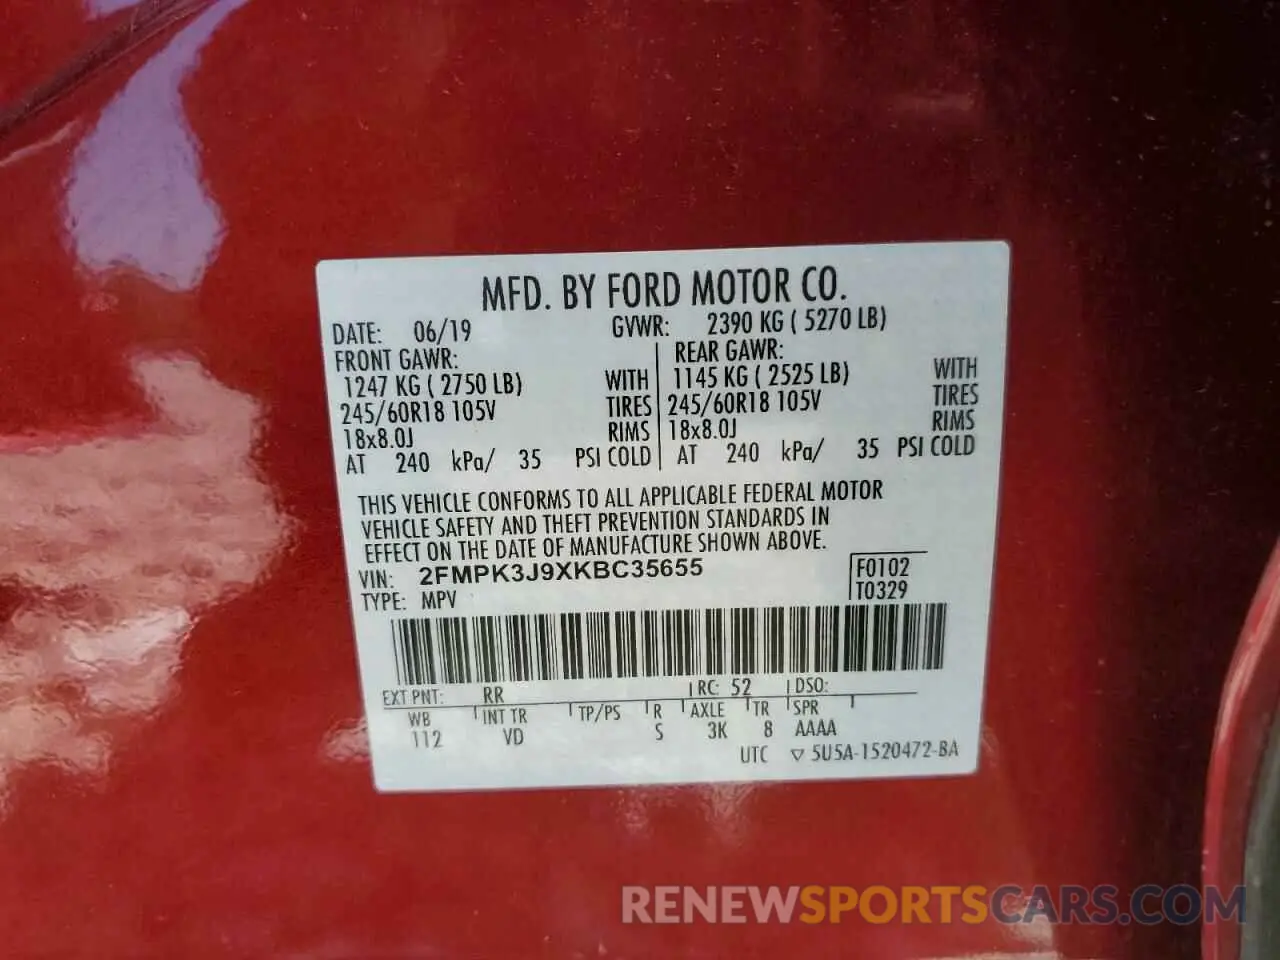 MFD. BY FORD MOTOR CO.
DATE: 06/19 GVWR: 2390 KG ( 5270 LB)
FRONT GAWR: REAR GAWR:
1247 KG ( 2750 LB) WITH 1145 KG ( 2525 LB) WITH
245/60R18 105V TIRES 245/60R18 105V TIRES
18x8.0J RIMS 18x8.0J RIMS
AT 240 kPa/ 35 PSI COLD AT 240 kPa/ 35 PSI COLD
THIS VEHICLE CONFORMS TO ALL APPLICABLE FEDERAL MOTOR
VEHICLE SAFETY AND THEFT PREVENTION STANDARDS IN
EFFECT ON THE DATE OF MANUFACTURE SHOWN ABOVE.
VIN: 2FMPK3J9XKBC35655 F0102
TYPE: MPV T0329
EXT PNT: RR RC: 52 DSO:
WB INT TR TP/PS R AXLE TR SPR
112 VD S 3K 8 AAAA
UTC ▽ 5U5A-1520472-BA
RENEWSPORTSCARS.COM